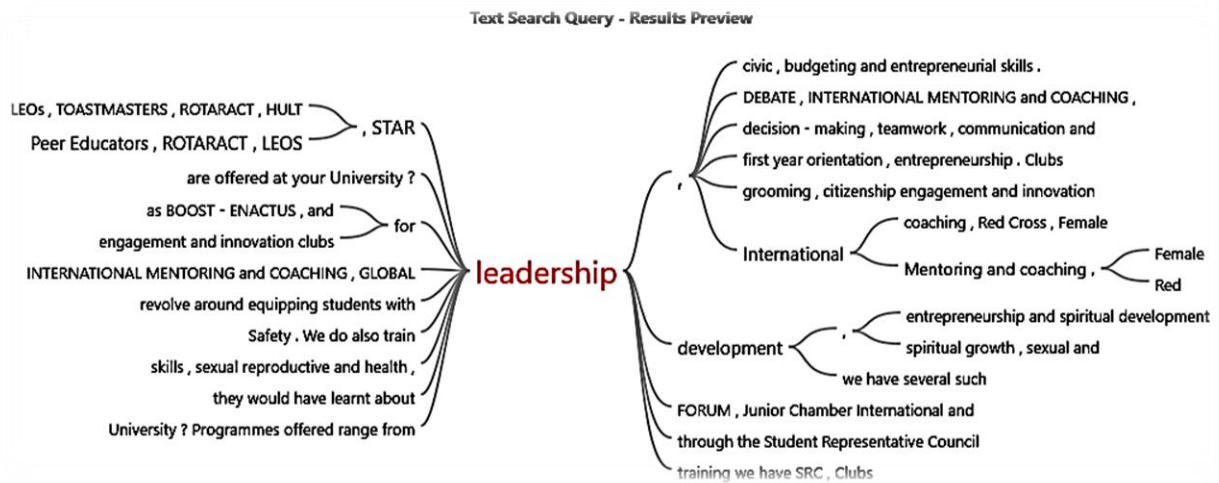 Text Search Query - Results Preview
LEOs , TOASTMASTERS , ROTARACT , HULT
Peer Educators , ROTARACT , LEOS
, STAR
are offered at your University ?
as BOOST - ENACTUS , and
engagement and innovation clubs
for
INTERNATIONAL MENTORING and COACHING , GLOBAL
revolve around equipping students with
Safety . We do also train
skills , sexual reproductive and health ,
they would have learnt about
University ? Programmes offered range from
leadership
,
civic , budgeting and entrepreneurial skills .
DEBATE , INTERNATIONAL MENTORING and COACHING ,
decision - making , teamwork , communication and
first year orientation , entrepreneurship . Clubs
grooming , citizenship engagement and innovation
International
coaching , Red Cross , Female
Mentoring and coaching ,
Female
Red
development
,
entrepreneurship and spiritual development
spiritual growth , sexual and
we have several such
FORUM , Junior Chamber International and
through the Student Representative Council
training we have SRC , Clubs